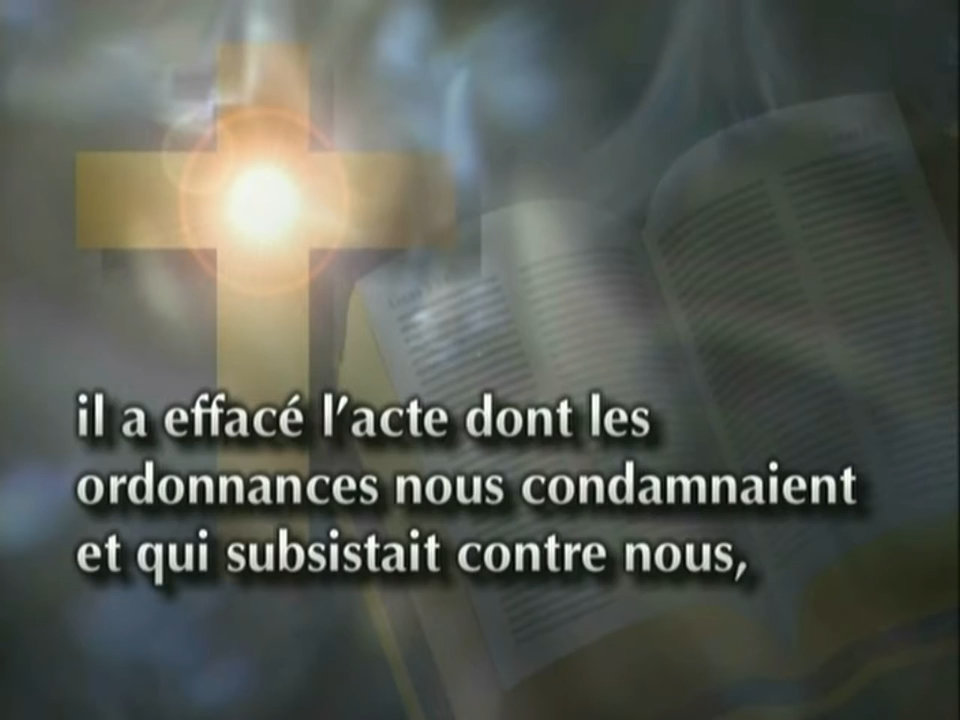 il a effacé l’acte dont les
ordonnances nous condamnaient
et qui subsistait contre nous,